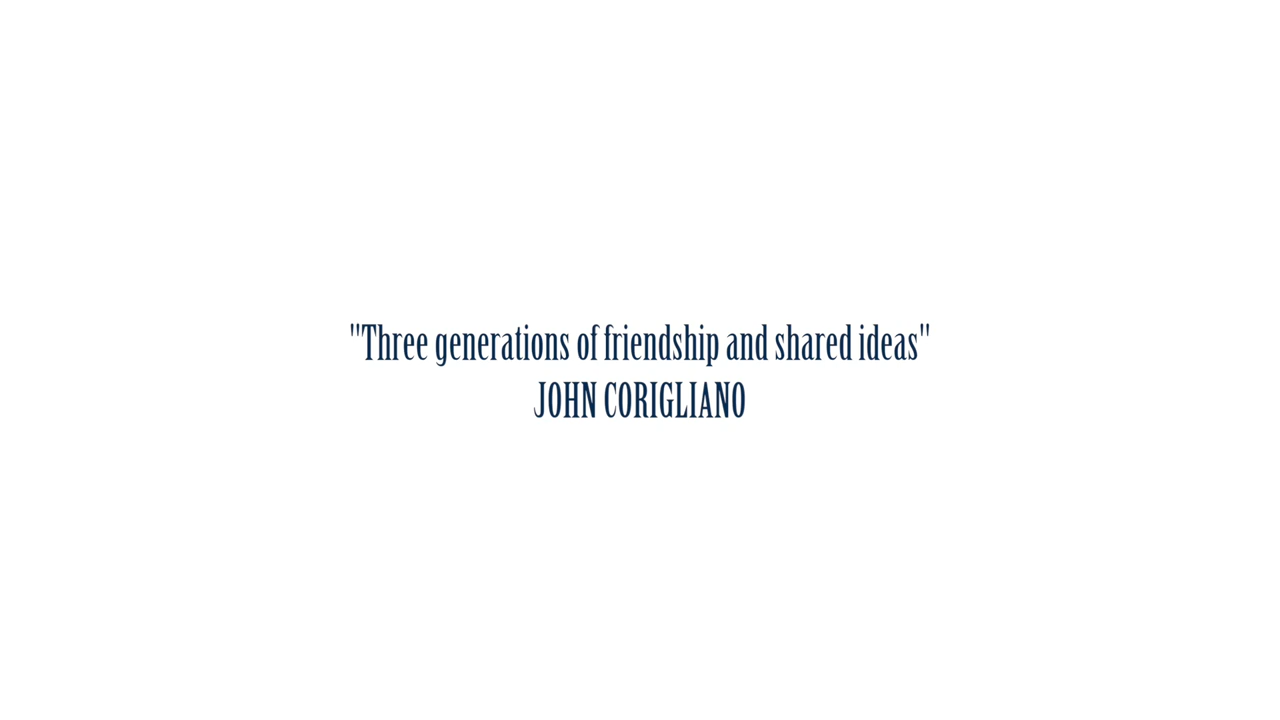 "Three generations of friendship and shared ideas"
JOHN CORIGLIANO